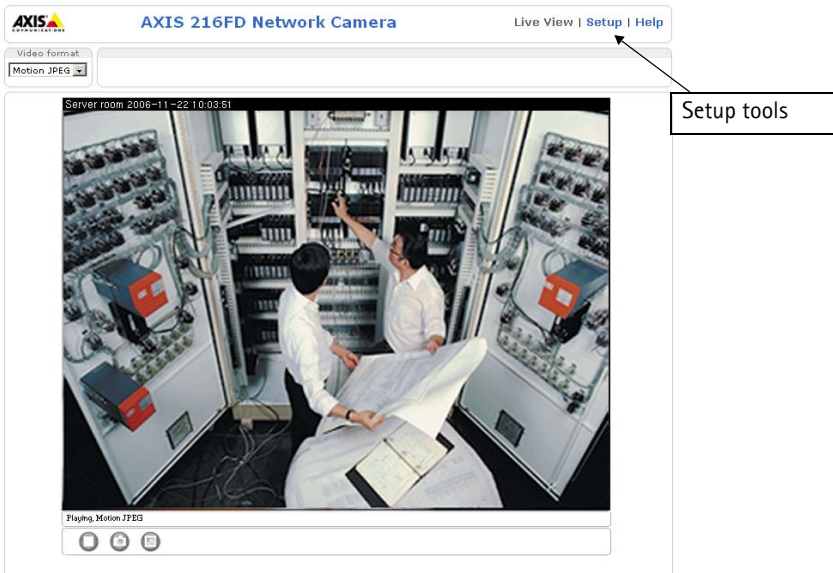 AXIS
COMMUNICATIONS
AXIS 216FD Network Camera
Live View | Setup | Help
Video format
Motion JPEG
Setup tools
Server room 2006-11-22 10:03:51
Playing, Motion JPEG